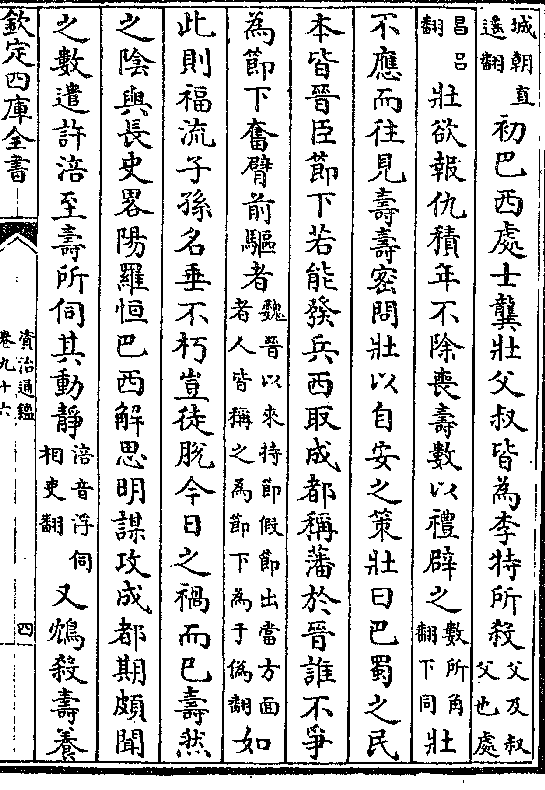 城朝直遥翻初巴西處士龔壯父叔皆為李特所殺父及叔父也處
昌吕翻壯欲報仇積年不除喪壽數以禮辟之數所角翻下同壯
不應而往見壽壽密問壯以自安之策壯曰巴蜀之民
本皆晉臣節下若能發兵西取成都稱藩於晉誰不爭
為節下奮臂前驅者魏晉以来持節假節出當方面者人皆稱之為節下為于偽翻如
此則福流子孫名垂不朽豈徒脫今日之禍而已壽然
之陰與長史畧陽羅恒巴西解思明謀攻成都期頗聞
之數遣許涪至壽所伺其動静涪音浮伺相吏翻又鴆殺壽養
欽定四庫全書
資治通鑑
卷九十六
四